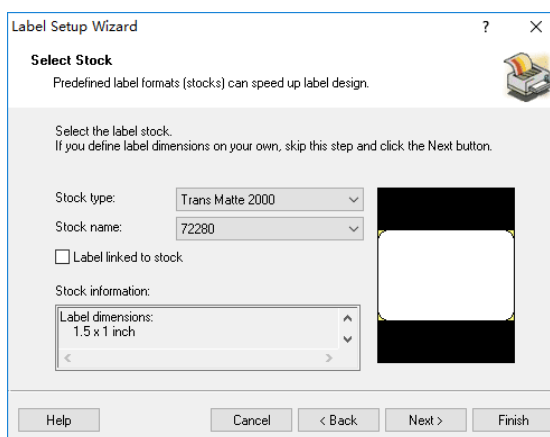 Label Setup Wizard ? ×
Select Stock
Predefined label formats (stocks) can speed up label design.
Select the label stock.
If you define label dimensions on your own, skip this step and click the Next button.
Stock type: Trans Matte 2000
Stock name: 72280
Label linked to stock
Stock information:
Label dimensions:
1.5 x 1 inch
Help Cancel < Back Next > Finish